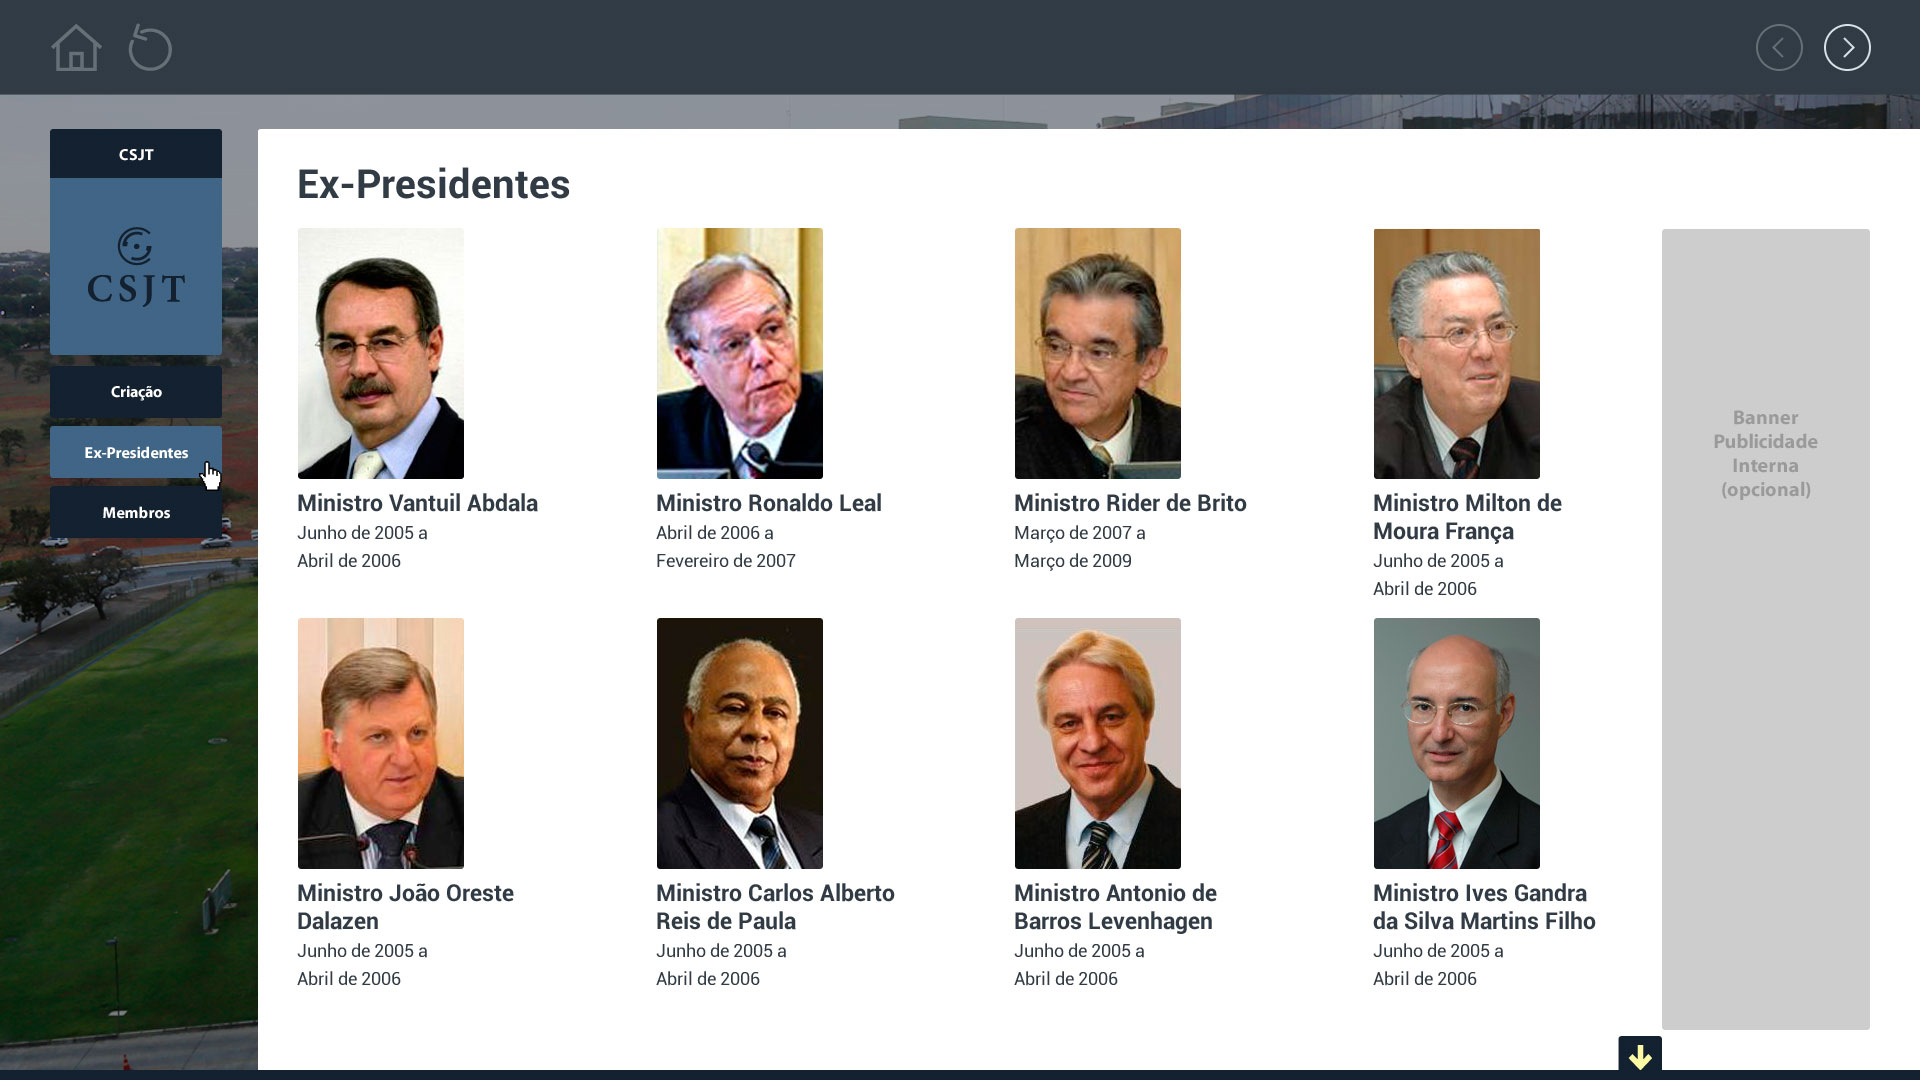 CSJT
CSJT
Criação
Ex-Presidentes
Membros
Ex-Presidentes
Ministro Vantuil Abdala
Junho de 2005 a
Abril de 2006
Ministro Ronaldo Leal
Abril de 2006 a
Fevereiro de 2007
Ministro Rider de Brito
Março de 2007 a
Março de 2009
Ministro Milton de
Moura França
Junho de 2005 a
Abril de 2006
Ministro João Oreste
Dalazen
Junho de 2005 a
Abril de 2006
Ministro Carlos Alberto
Reis de Paula
Junho de 2005 a
Abril de 2006
Ministro Antonio de
Barros Levenhagen
Junho de 2005 a
Abril de 2006
Ministro Ives Gandra
da Silva Martins Filho
Junho de 2005 a
Abril de 2006
Banner
Publicidade
Interna
(opcional)